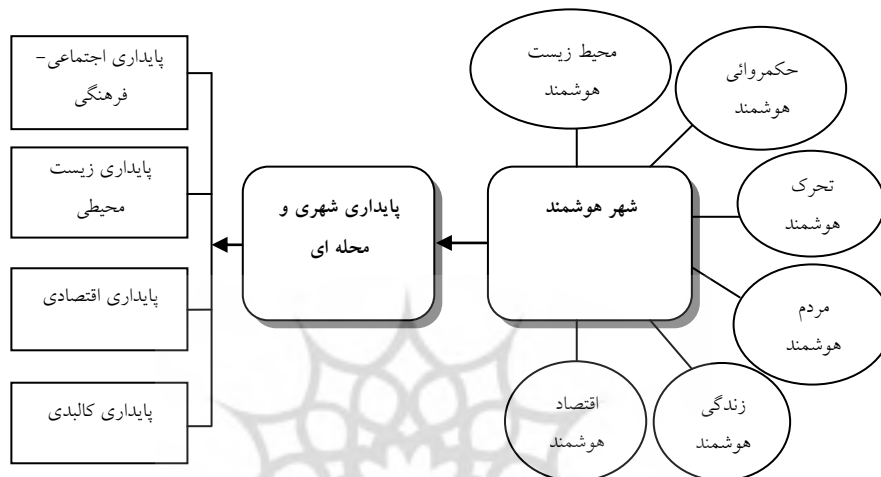 محیط زیست
هوشمند
حکمروائی
هوشمند
تحرک
هوشمند
مردم
هوشمند
زندگی
هوشمند
اقتصاد
هوشمند
شهر هوشمند
پایداری شهری و
محله ای
پایداری اجتماعی-
فرهنگی
پایداری زیست
محیطی
پایداری اقتصادی
پایداری کالبدی